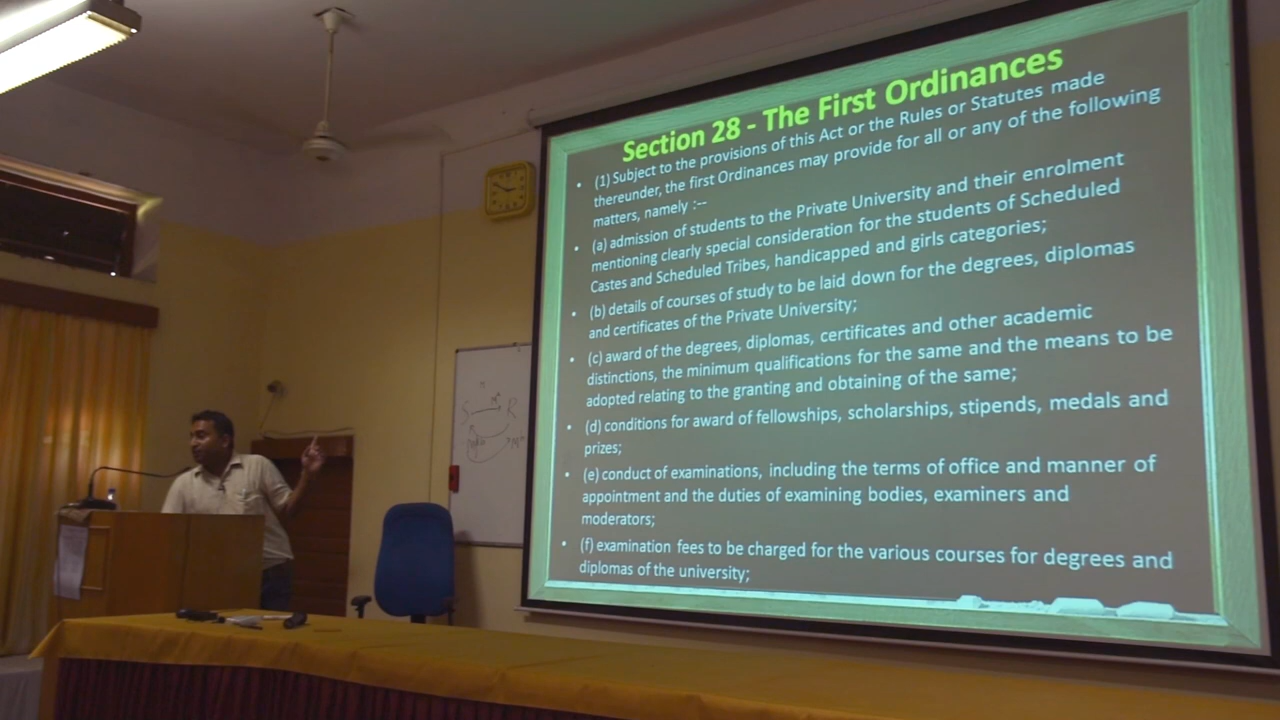 Section 28 - The First Ordinances
• (1) Subject to the provisions of this Act or the Rules or Statutes made
thereunder, the first Ordinances may provide for all or any of the following
matters, namely :--
• (a) admission of students to the Private University and their enrolment
mentioning clearly special consideration for the students of Scheduled
Castes and Scheduled Tribes, handicapped and girls categories;
• (b) details of courses of study to be laid down for the degrees, diplomas
and certificates of the Private University;
• (c) award of the degrees, diplomas, certificates and other academic
distinctions, the minimum qualifications for the same and the means to be
adopted relating to the granting and obtaining of the same;
• (d) conditions for award of fellowships, scholarships, stipends, medals and
prizes;
• (e) conduct of examinations, including the terms of office and manner of
appointment and the duties of examining bodies, examiners and
moderators;
• (f) examination fees to be charged for the various courses for degrees and
diplomas of the university;
S R